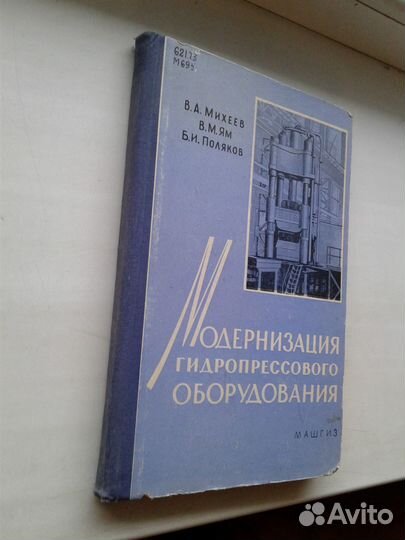 62173
М695
В.А. Михеев
В.М. Ям
Б.И. Поляков
Модернизация
гидропрессового
оборудования
МАШГИЗ
Avito